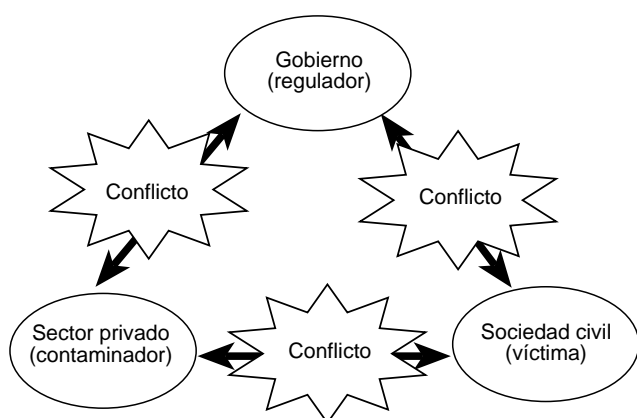 Gobierno
(regulador)
Conflicto
Conflicto
Sector privado
(contaminador)
Conflicto
Sociedad civil
(víctima)